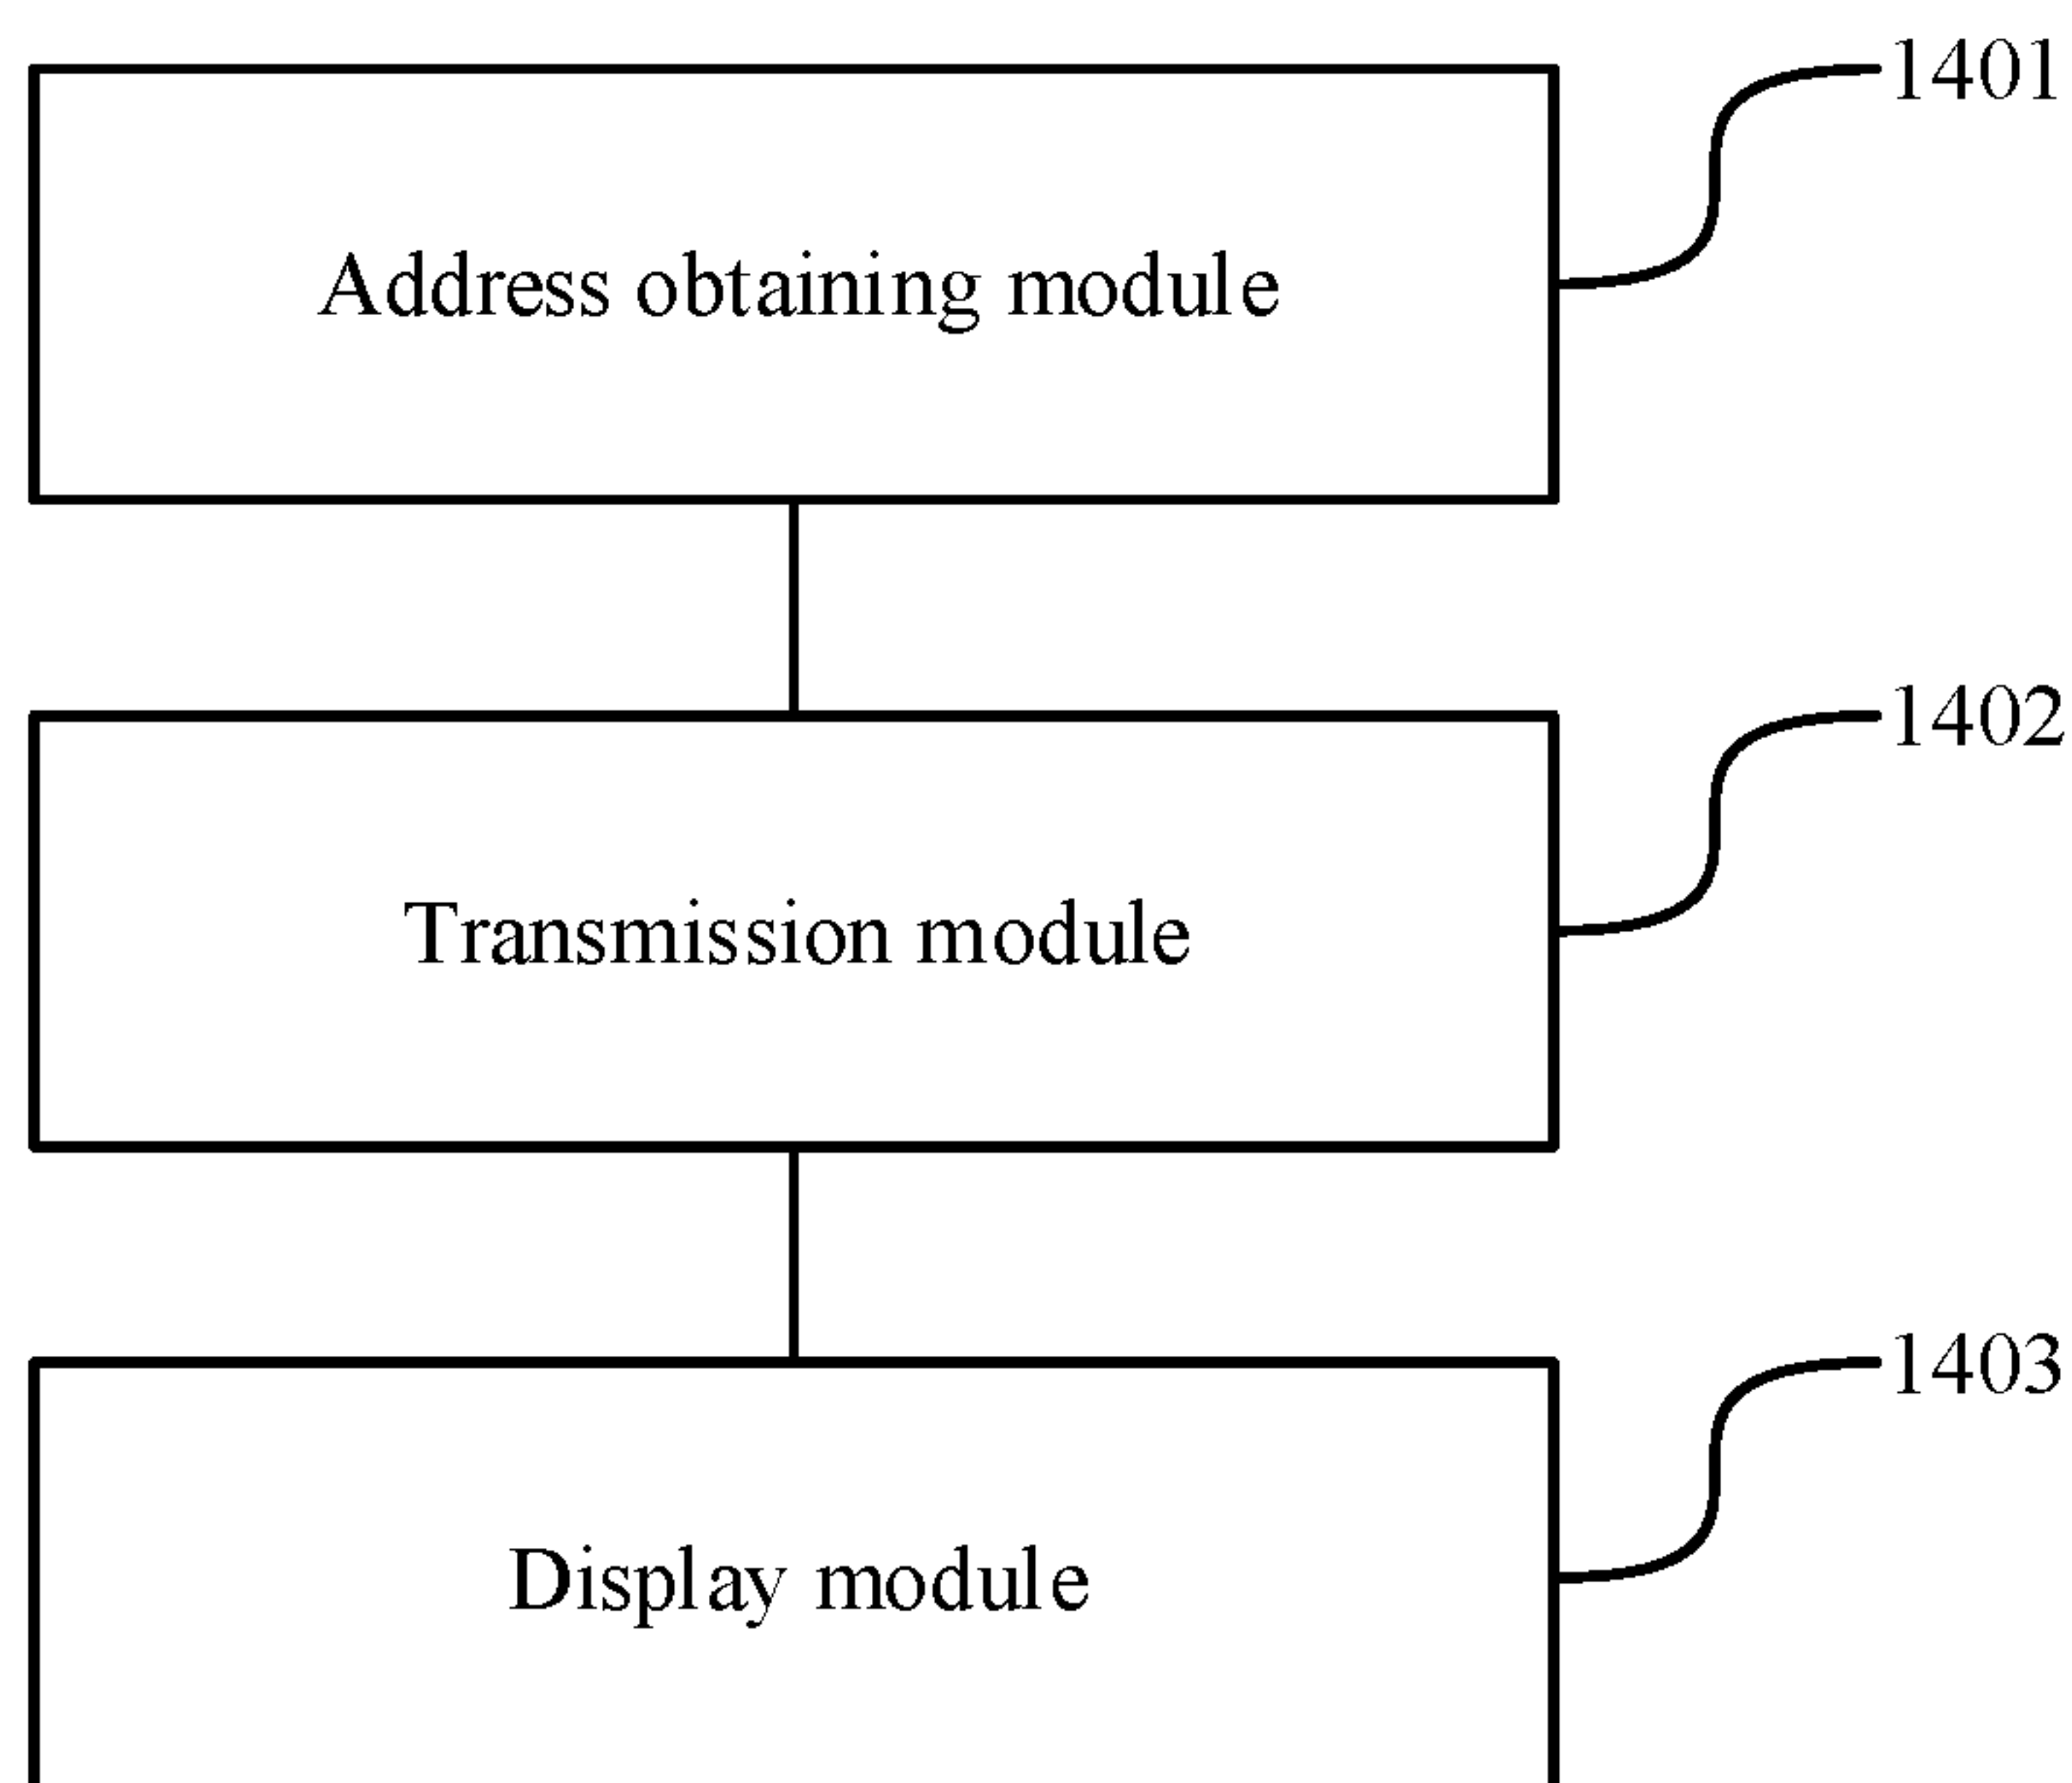 1401
Address obtaining module
1402
Transmission module
1403
Display module